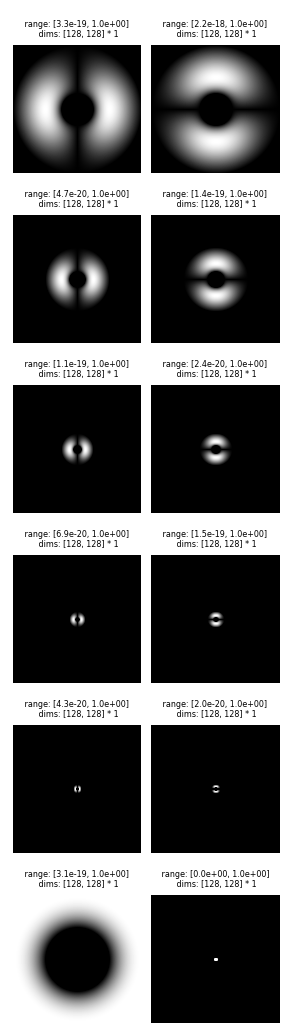 range: [3.3e-19, 1.0e+00]
dims: [128, 128] * 1
range: [2.2e-18, 1.0e+00]
dims: [128, 128] * 1
range: [4.7e-20, 1.0e+00]
dims: [128, 128] * 1
range: [1.4e-19, 1.0e+00]
dims: [128, 128] * 1
range: [1.1e-19, 1.0e+00]
dims: [128, 128] * 1
range: [2.4e-20, 1.0e+00]
dims: [128, 128] * 1
range: [6.9e-20, 1.0e+00]
dims: [128, 128] * 1
range: [1.5e-19, 1.0e+00]
dims: [128, 128] * 1
range: [4.3e-20, 1.0e+00]
dims: [128, 128] * 1
range: [2.0e-20, 1.0e+00]
dims: [128, 128] * 1
range: [3.1e-19, 1.0e+00]
dims: [128, 128] * 1
range: [0.0e+00, 1.0e+00]
dims: [128, 128] * 1